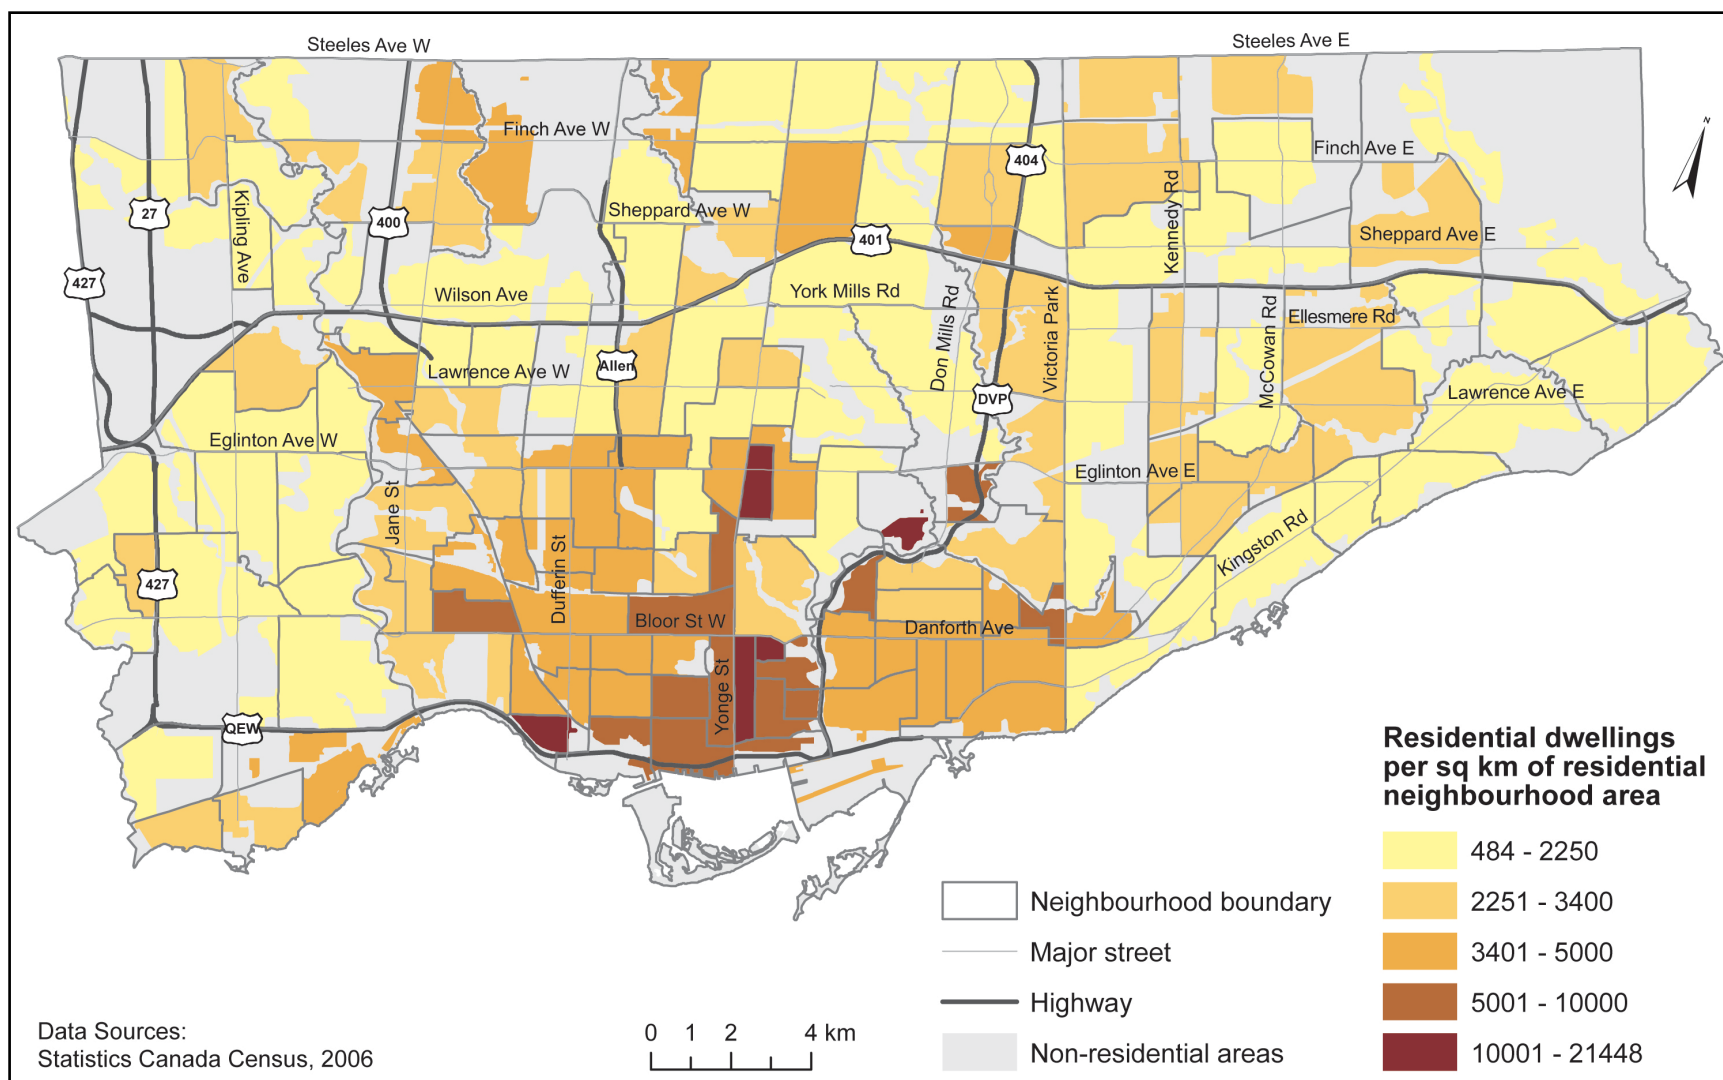 Steeles Ave W
Steeles Ave E
N
Finch Ave W
Finch Ave E
404
27
Kipling Ave
400
Sheppard Ave W
401
Kennedy Rd
Sheppard Ave E
427
Wilson Ave
York Mills Rd
Don Mills Rd
Victoria Park
McCowan Rd
Ellesmere Rd
Allen
Lawrence Ave W
DVP
Lawrence Ave E
Eglinton Ave W
Eglinton Ave E
Jane St
Dufferin St
Kingston Rd
427
Bloor St W
Danforth Ave
Yonge St
QEW
Residential dwellings
per sq km of residential
neighbourhood area
484 - 2250
2251 - 3400
3401 - 5000
5001 - 10000
10001 - 21448
Neighbourhood boundary
Major street
Highway
Non-residential areas
0 1 2 4 km
Data Sources:
Statistics Canada Census, 2006